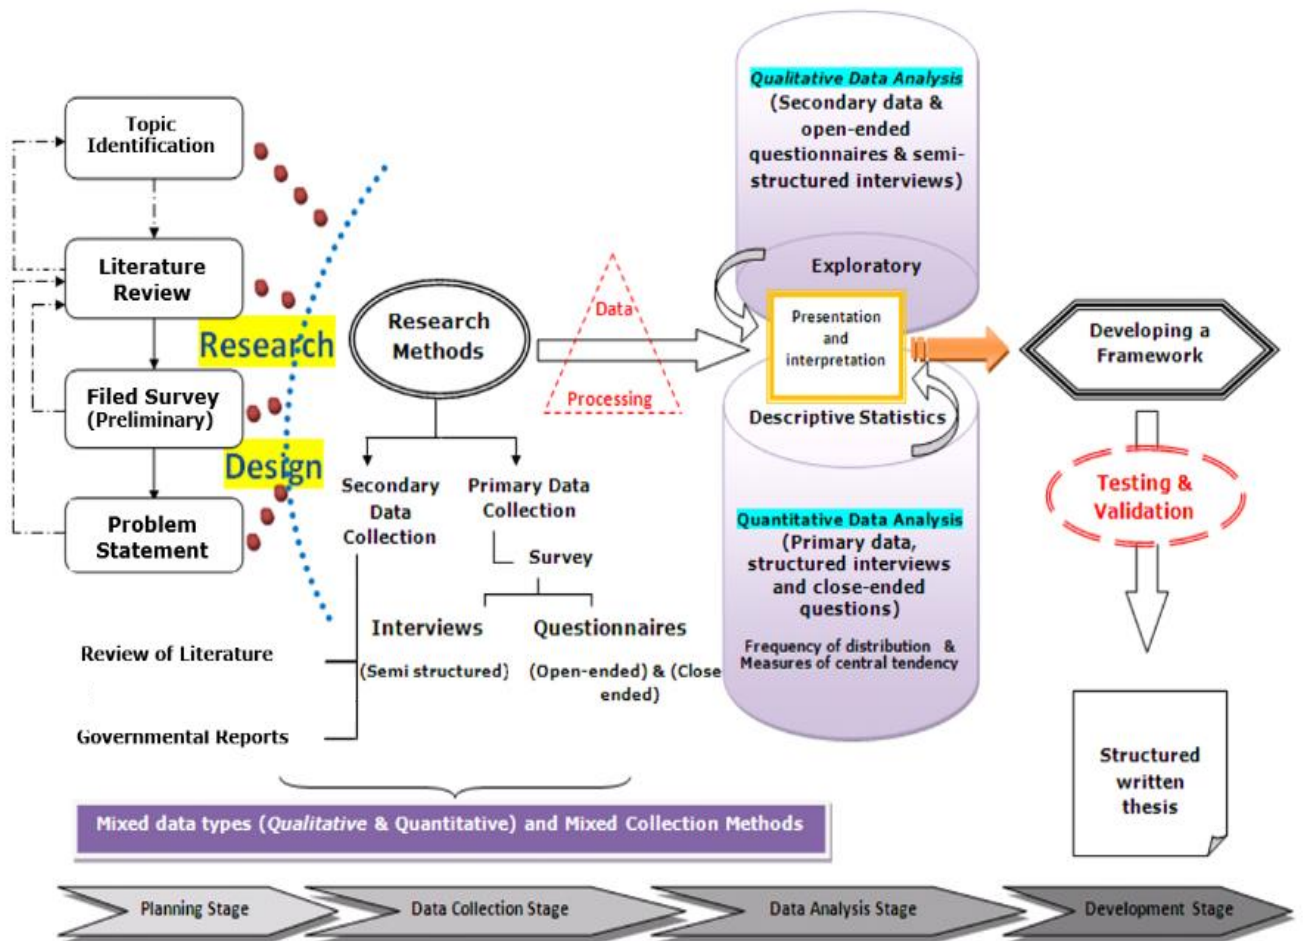 Topic
Identification
Literature
Review
Filed Survey
(Preliminary)
Problem
Statement
Research
Design
Research
Methods
Secondary
Data
Collection
Primary Data
Collection
Survey
Interviews
(Semi structured)
Questionnaires
(Open-ended) & (Close
ended)
Review of Literature
Governmental Reports
Mixed data types (Qualitative & Quantitative) and Mixed Collection Methods
Data
Processing
Qualitative Data Analysis
(Secondary data &
open-ended
questionnaires & semi-
structured interviews)
Exploratory
Presentation
and
interpretation
Descriptive Statistics
Quantitative Data Analysis
(Primary data,
structured interviews
and close-ended
questions)
Frequency of distribution &
Measures of central tendency
Developing a
Framework
Testing &
Validation
Structured
written
thesis
Planning Stage
Data Collection Stage
Data Analysis Stage
Development Stage